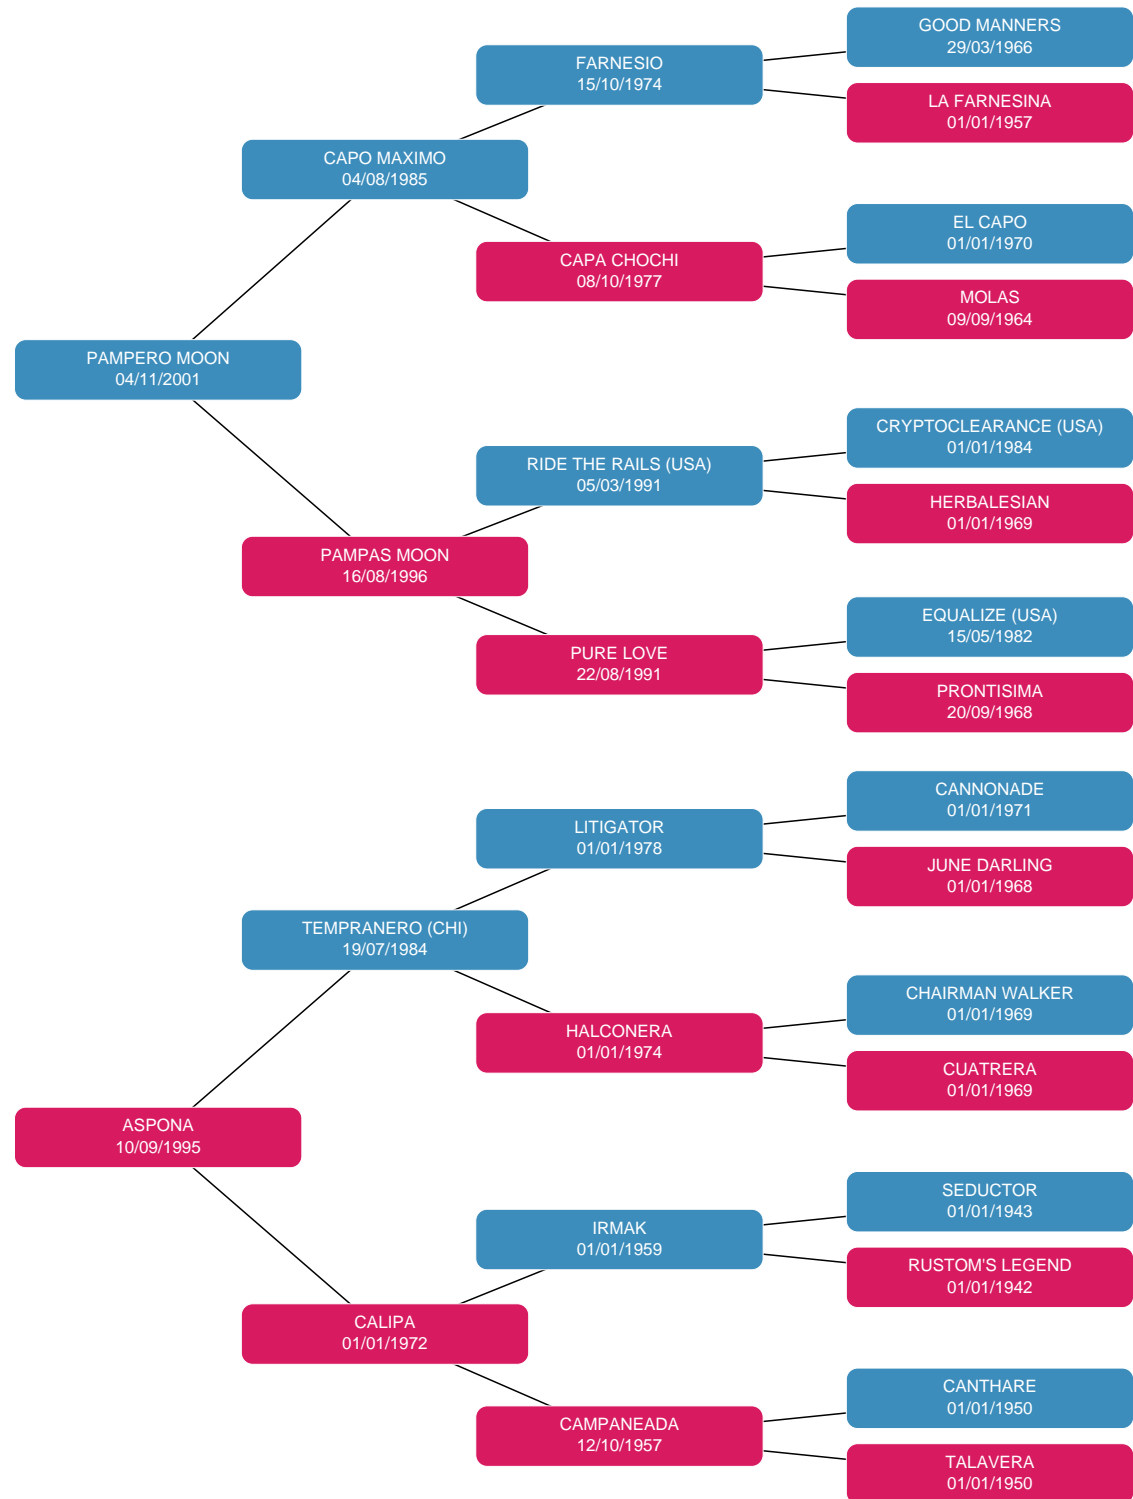 GOOD MANNERS
29/03/1966
FARNESIO
15/10/1974
LA FARNESINA
01/01/1957
CAPO MAXIMO
04/08/1985
EL CAPO
01/01/1970
CAPA CHOCHI
08/10/1977
MOLAS
09/09/1964
PAMPERO MOON
04/11/2001
CRYPTOCLEARANCE (USA)
01/01/1984
RIDE THE RAILS (USA)
05/03/1991
HERBALESIAN
01/01/1969
PAMPAS MOON
16/08/1996
EQUALIZE (USA)
15/05/1982
PURE LOVE
22/08/1991
PRONTISIMA
20/09/1968
CANNONADE
01/01/1971
LITIGATOR
01/01/1978
JUNE DARLING
01/01/1968
TEMPRANERO (CHI)
19/07/1984
CHAIRMAN WALKER
01/01/1969
HALCONERA
01/01/1974
CUATRERA
01/01/1969
ASPONA
10/09/1995
SEDUCTOR
01/01/1943
IRMAK
01/01/1959
RUSTOM'S LEGEND
01/01/1942
CALIPA
01/01/1972
CANTHARE
01/01/1950
CAMPANEADA
12/10/1957
TALAVERA
01/01/1950